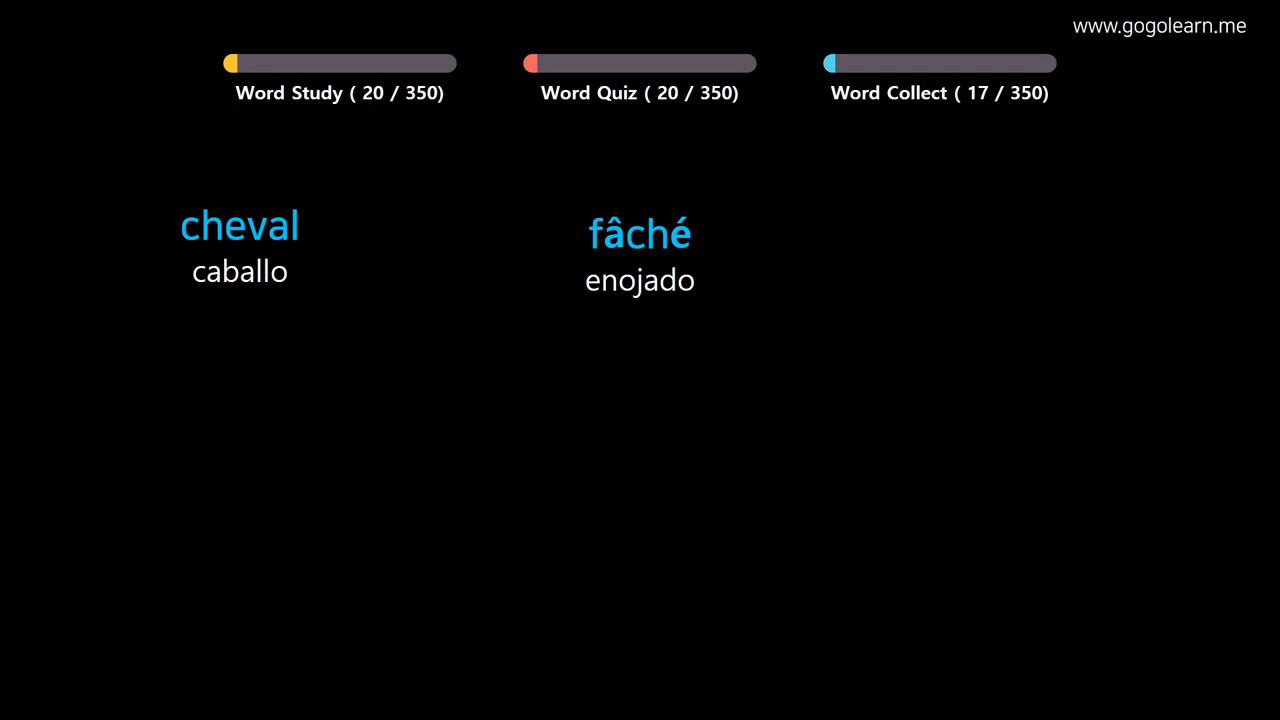 www.gogolearn.me
Word Study ( 20 / 350)
Word Quiz ( 20 / 350)
Word Collect ( 17 / 350)
cheval
caballo
fâché
enojado